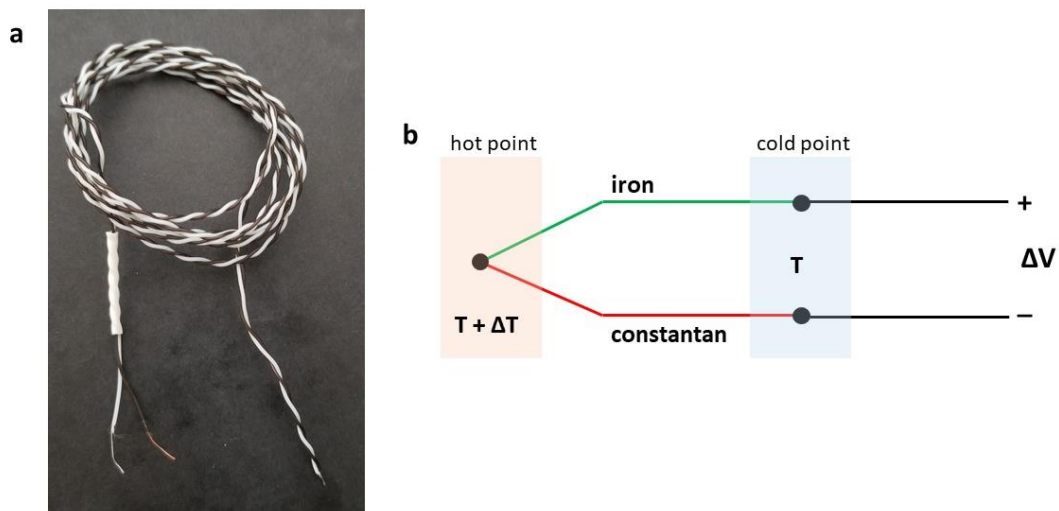 a
b
hot point
cold point
iron
+
T
ΔV
T + ΔT
constantan
−